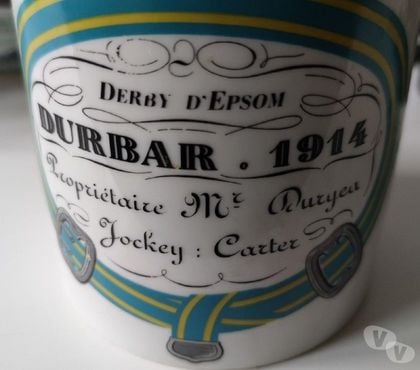 DERBY D'EPSOM
DURBAR . 1914
Propriétaire Mr Duryea
Jockey : Carter
V